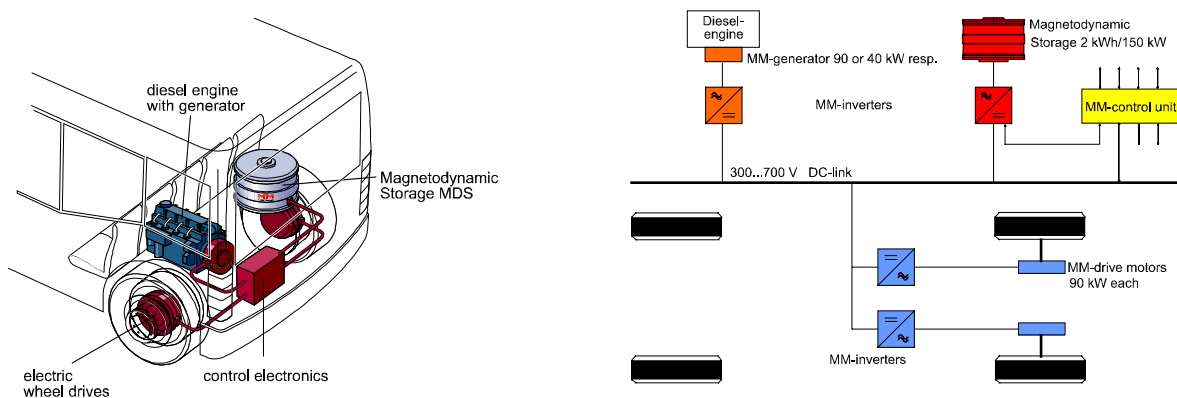 diesel engine
with generator
Magnetodynamic
Storage MDS
MM
electric
wheel drives
control electronics
Diesel-
engine
MM-generator 90 or 40 kW resp.
Magnetodynamic
Storage 2 kWh/150 kW
MM-inverters
MM-control unit
300...700 V DC-link
MM-drive motors
90 kW each
MM-inverters